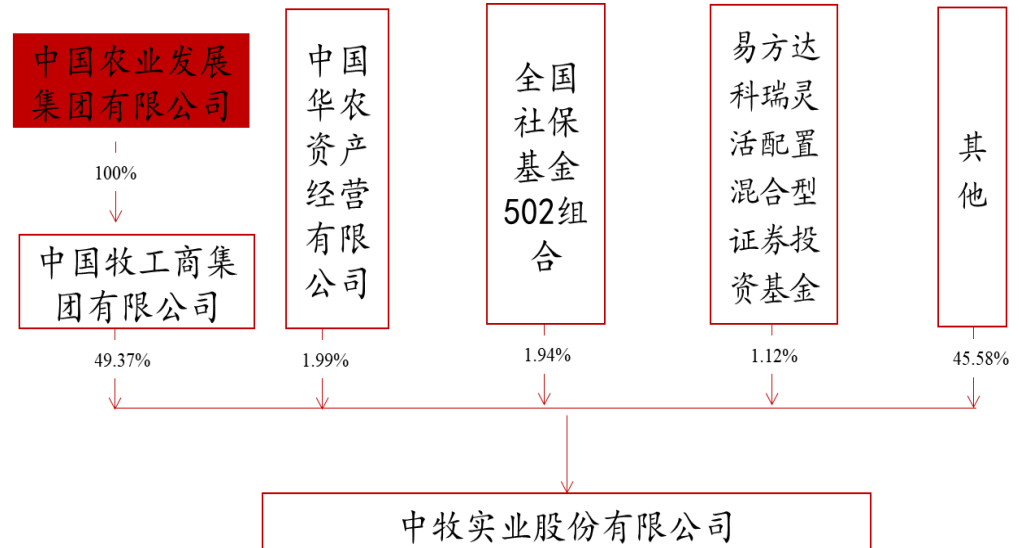 中国农业发展
集团有限公司
100%
中国牧工商集
团有限公司
49.37%
中国
华农
资产
经营
有限
公司
1.99%
全国
社保
基金
502组
合
1.94%
易方达
科瑞灵
活配置
混合型
证券投
资基金
1.12%
其
他
45.58%
中牧实业股份有限公司